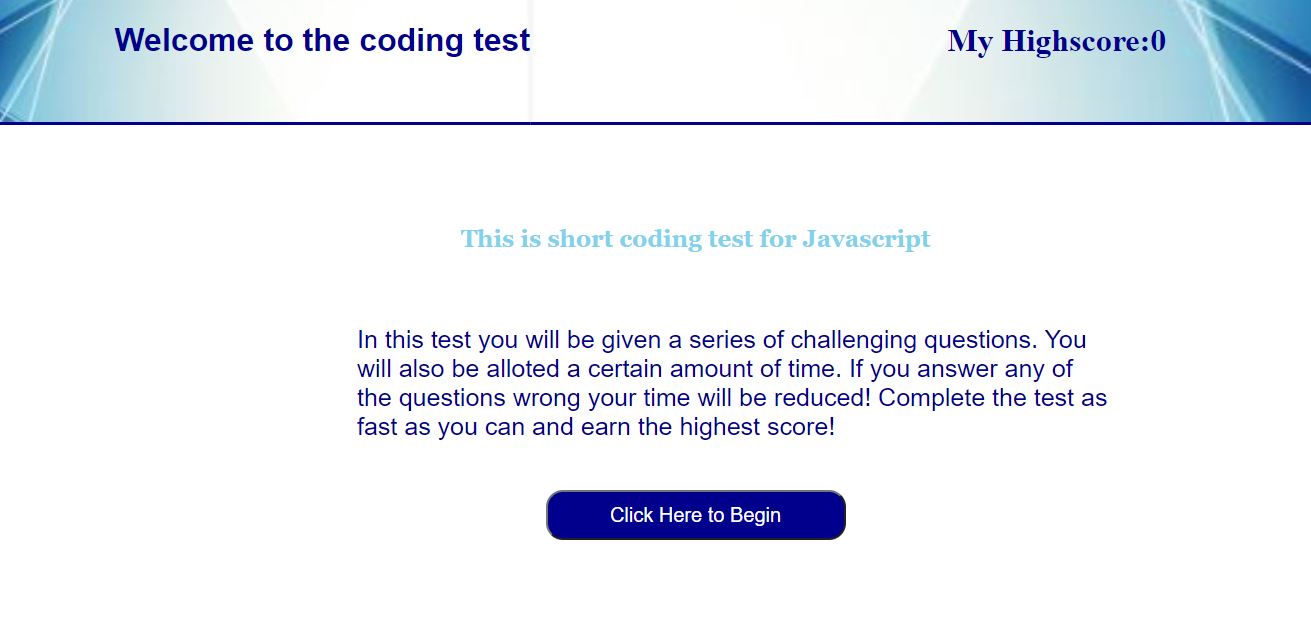 Welcome to the coding test
My Highscore:0
This is short coding test for Javascript
In this test you will be given a series of challenging questions. You
will also be alloted a certain amount of time. If you answer any of
the questions wrong your time will be reduced! Complete the test as
fast as you can and earn the highest score!
Click Here to Begin